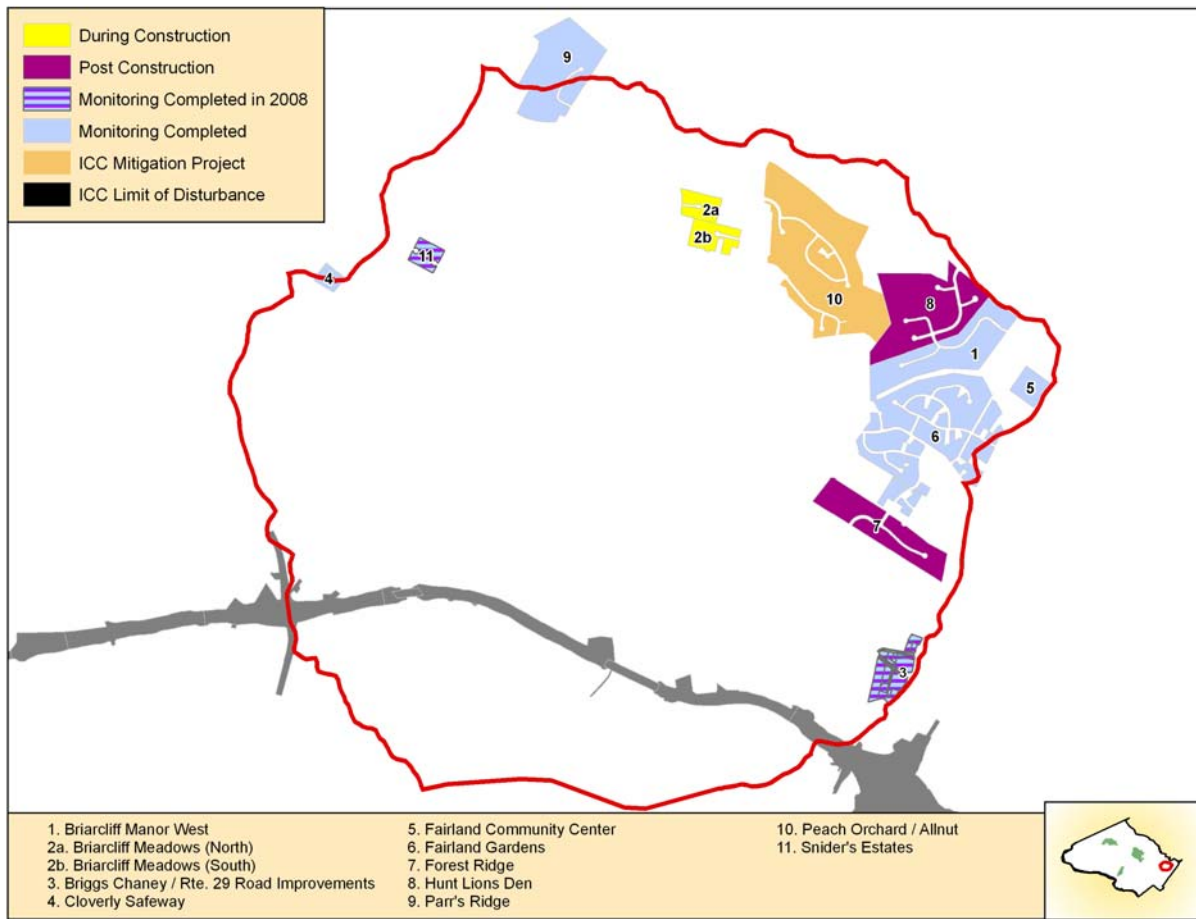 During Construction
Post Construction
Monitoring Completed in 2008
Monitoring Completed
ICC Mitigation Project
ICC Limit of Disturbance
9
2a
2b
11
4
10
8
1
5
6
7
3
1. Briarcliff Manor West
2a. Briarcliff Meadows (North)
2b. Briarcliff Meadows (South)
3. Briggs Chaney / Rte. 29 Road Improvements
4. Cloverly Safeway
5. Fairland Community Center
6. Fairland Gardens
7. Forest Ridge
8. Hunt Lions Den
9. Parr's Ridge
10. Peach Orchard / Allnut
11. Snider's Estates